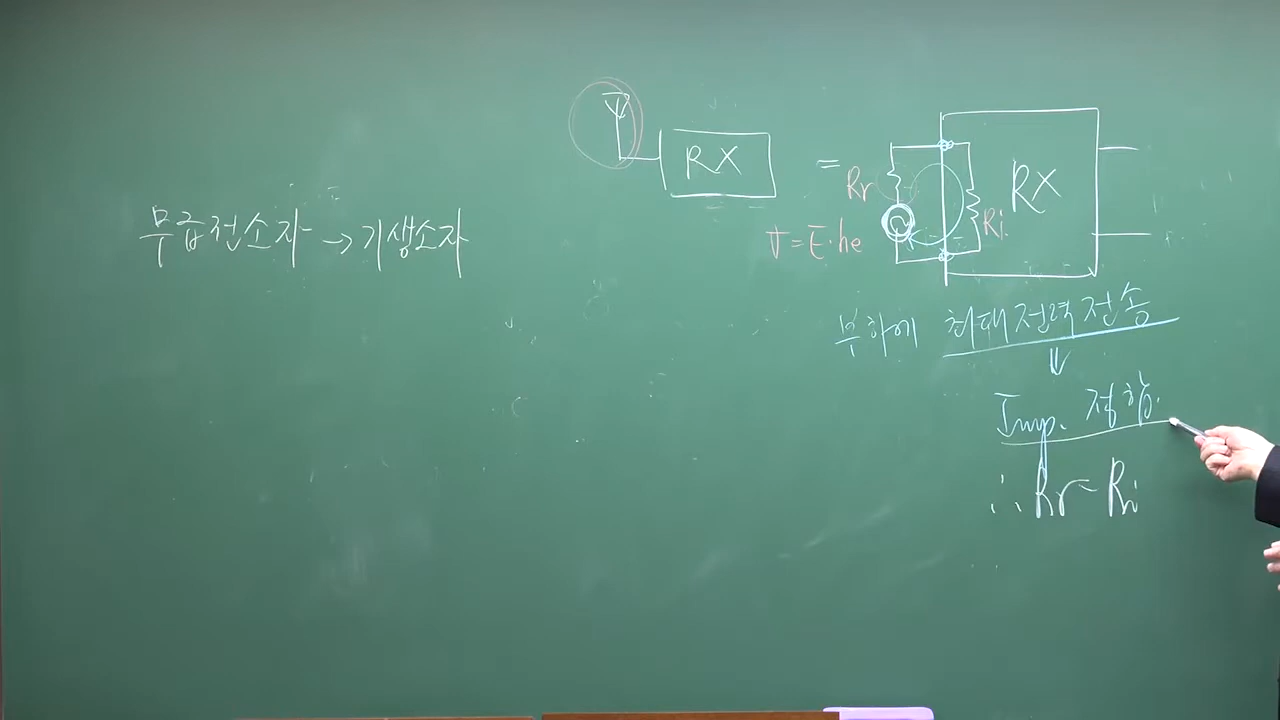 무급전소자 → 기생소자
RX
=
Rr
V = E·he
Ri
RX
부하에 최대전력전송
⇓
Imp. 정합.
∴ Rr = Ri